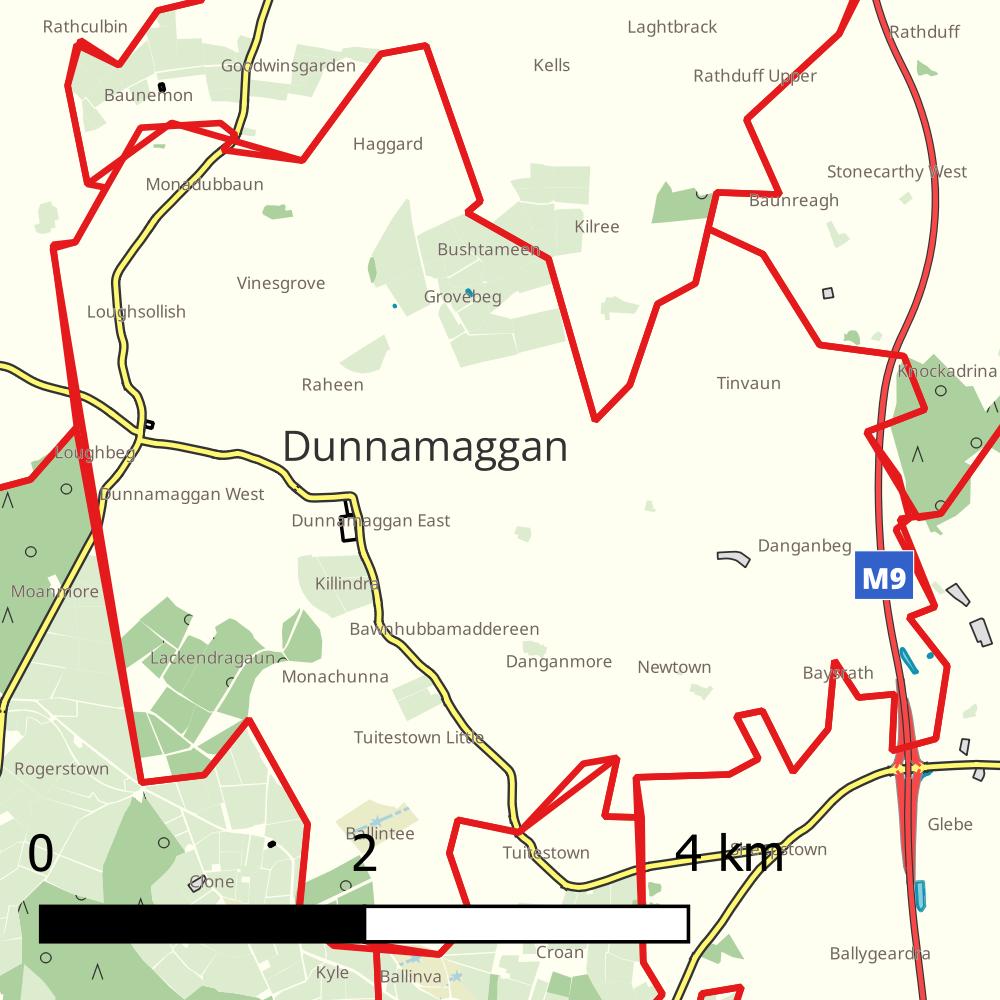 Rathculbin
Laghtbrack
Rathduff
Goodwinsgarden
Kells
Rathduff Upper
Baunemon
Haggard
Stonecarthy West
Monadubbaun
Baunreagh
Kilree
Bushtameen
Vinesgrove
Grovebeg
Loughsollish
Knockadrina
Raheen
Tinvaun
Dunnamaggan
Loughbeg
Dunnamaggan West
Dunnamaggan East
Danganbeg
M9
Killindra
Moanmore
Bawnhubbamaddereen
Lackendragaun
Danganmore
Newtown
Baysrath
Monachunna
Tuitestown Little
Rogerstown
Glebe
Ballintee
Tuitestown
0
2
4 km
Clone
Croan
Ballygeardra
Kyle
Ballinva